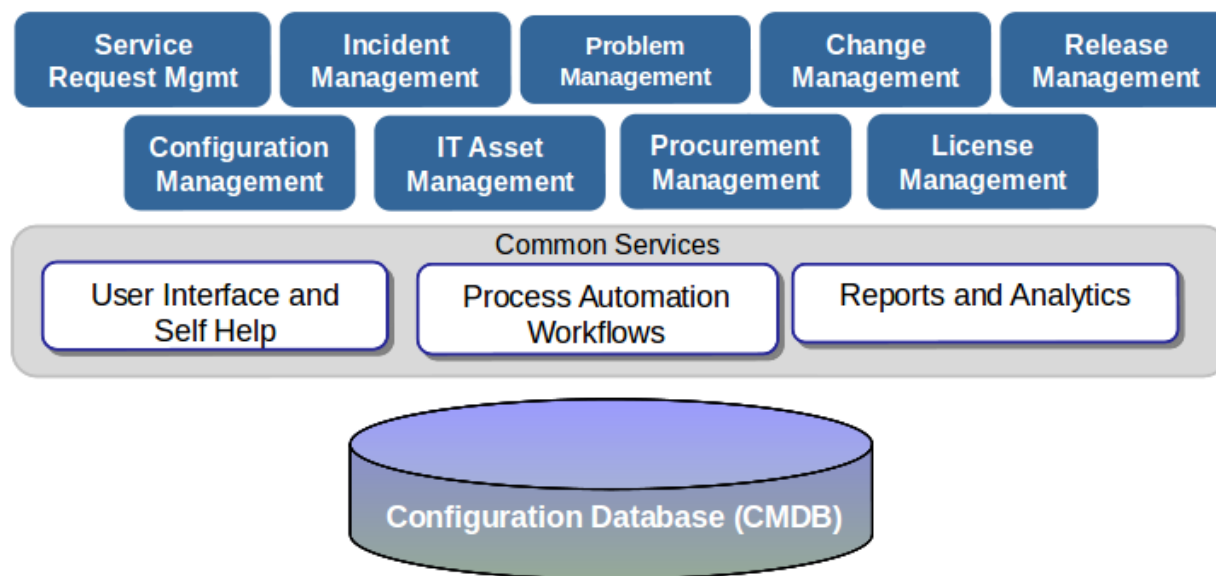 Service
Request Mgmt
Incident
Management
Problem
Management
Change
Management
Release
Management
Configuration
Management
IT Asset
Management
Procurement
Management
License
Management
Common Services
User Interface and
Self Help
Process Automation
Workflows
Reports and Analytics
Configuration Database (CMDB)